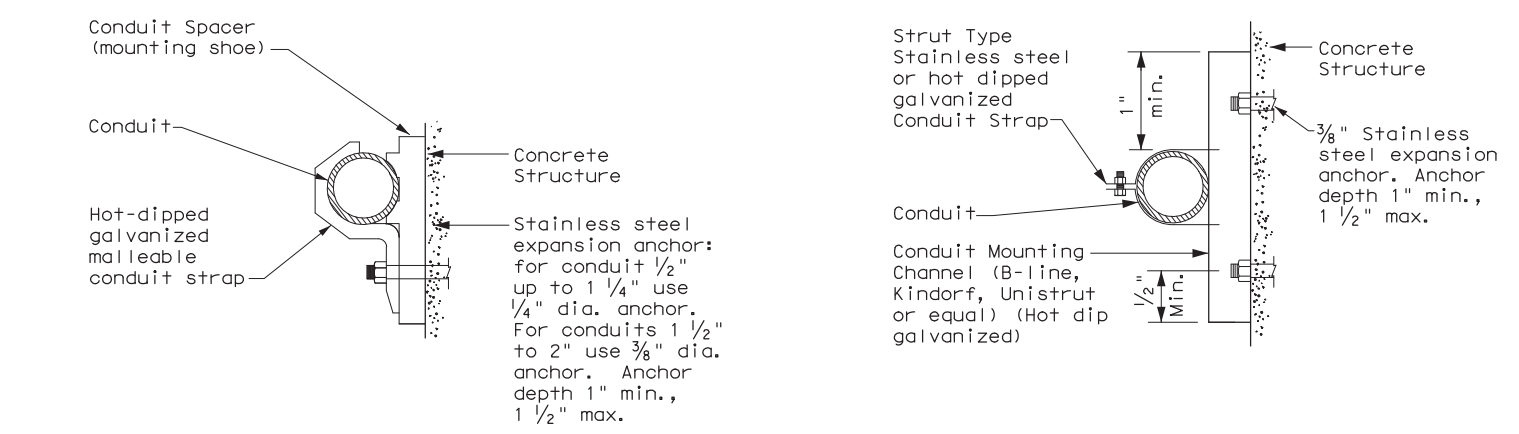 Conduit Spacer
(mounting shoe)
Conduit
Hot-dipped
galvanized
malleable
conduit strap
Concrete
Structure
Stainless steel
expansion anchor:
for conduit ½"
up to 1 ¼" use
¼" dia. anchor.
For conduits 1 ½"
to 2" use ⅜" dia.
anchor. Anchor
depth 1" min.,
1 ½" max.
Strut Type
Stainless steel
or hot dipped
galvanized
Conduit Strap
Conduit
Conduit Mounting
Channel (B-line,
Kindorf, Unistrut
or equal) (Hot dip
galvanized)
1"
min.
½"
Min.
Concrete
Structure
⅜" Stainless
steel expansion
anchor. Anchor
depth 1" min.,
1 ½" max.